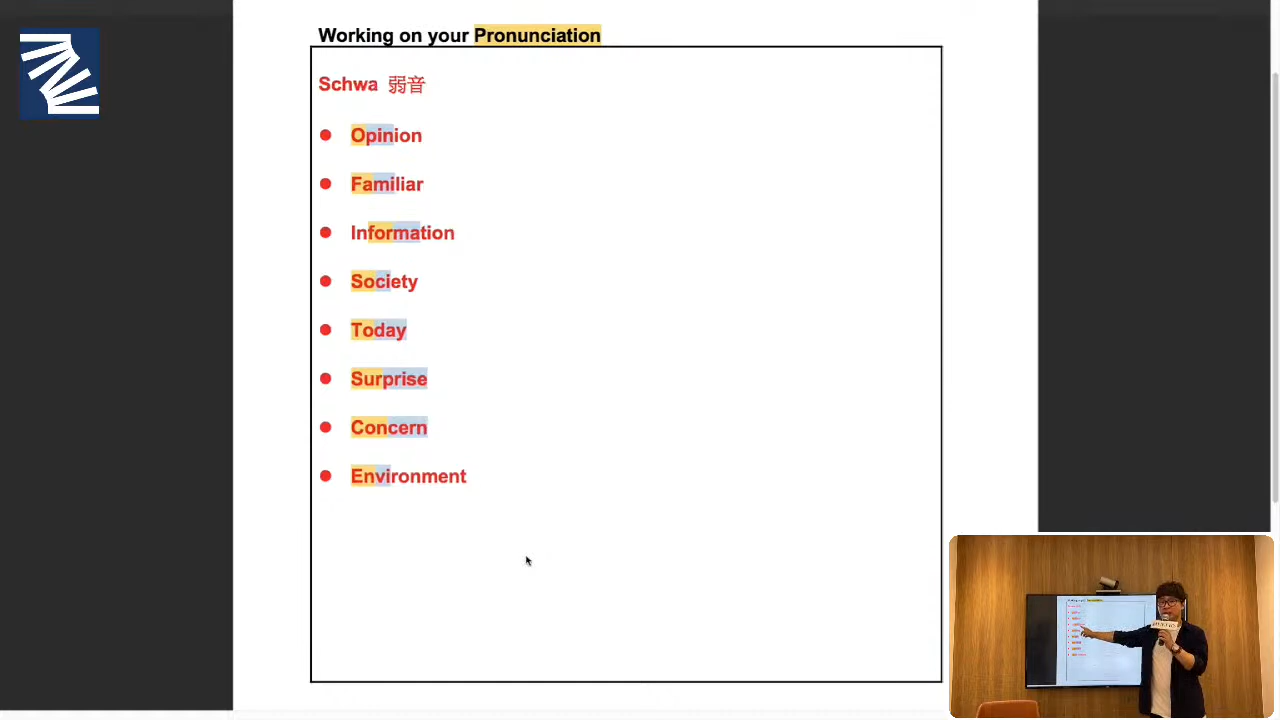 Working on your Pronunciation
Schwa 弱音
Opinion
Familiar
Information
Society
Today
Surprise
Concern
Environment